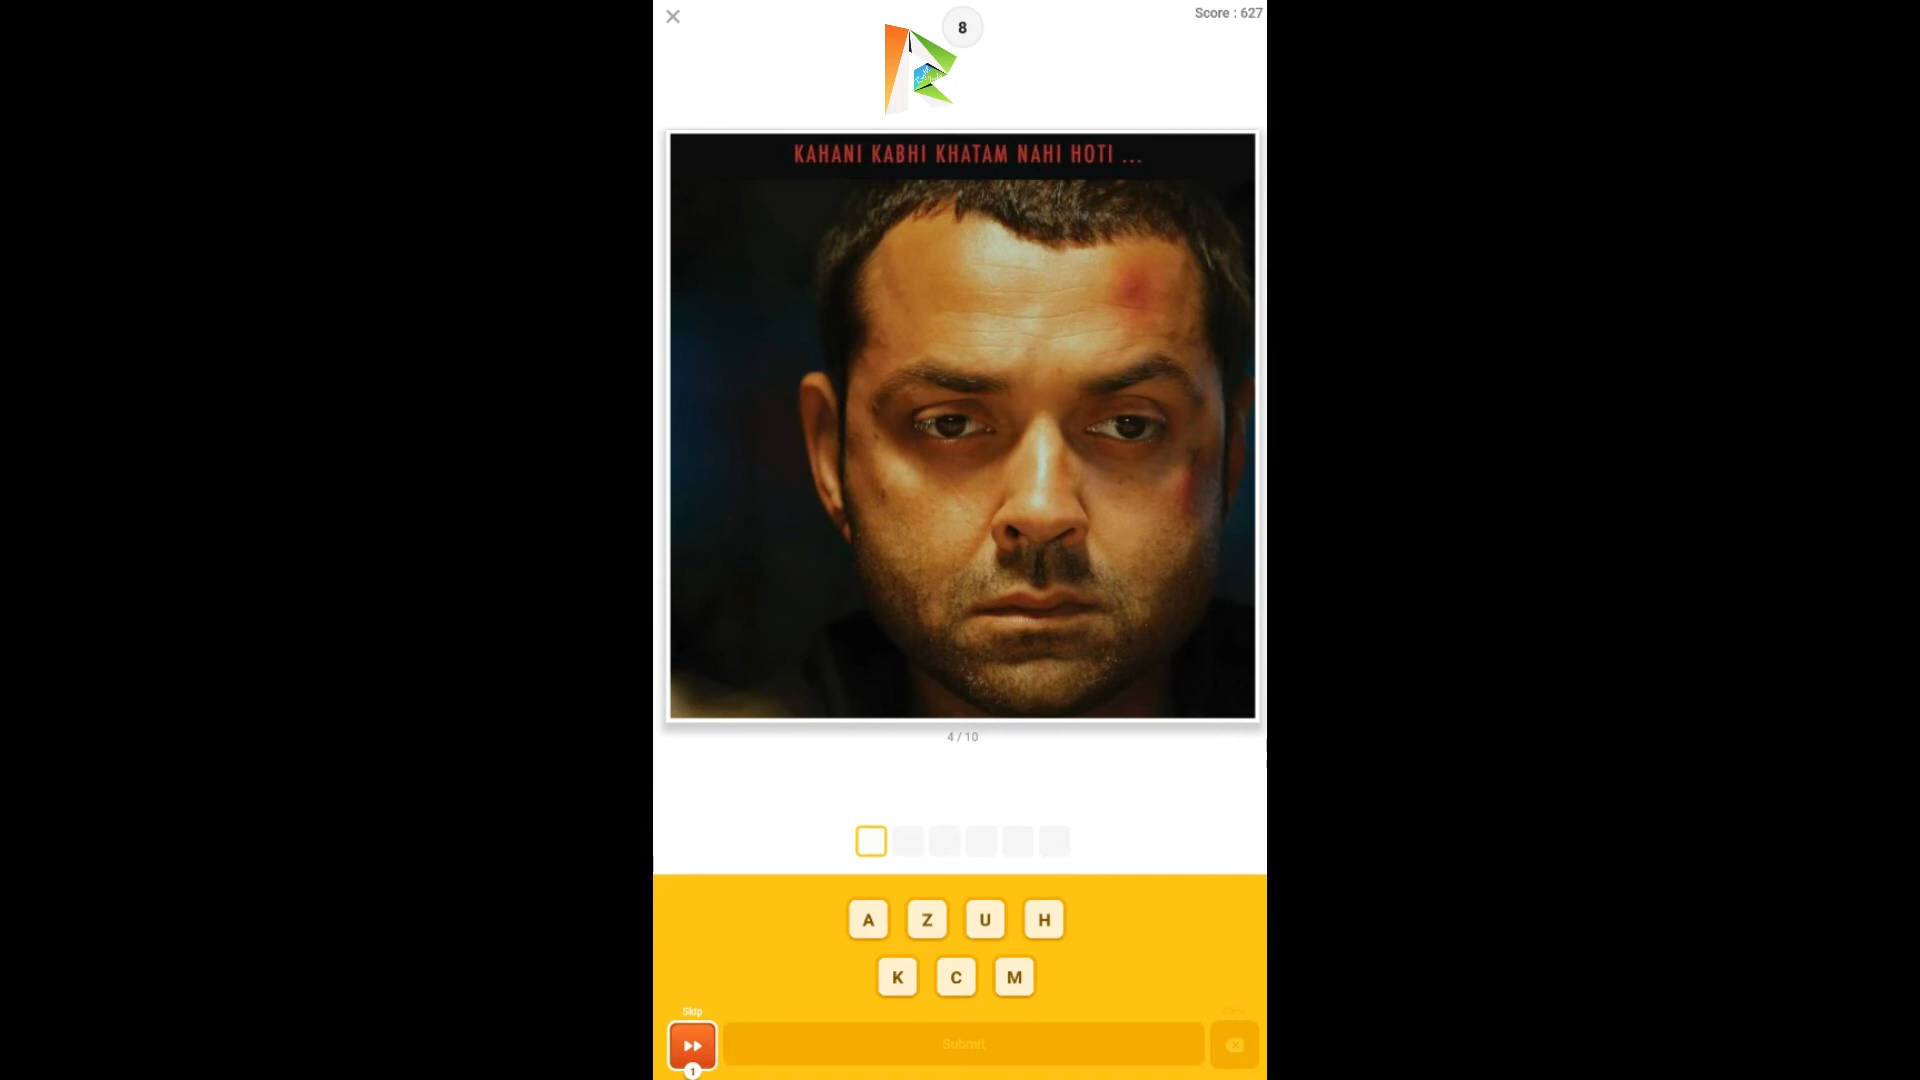 8
Score : 627
KAHANI KABHI KHATAM NAHI HOTI ...
4 / 10
A Z U H
K C M
Skip
Submit
1